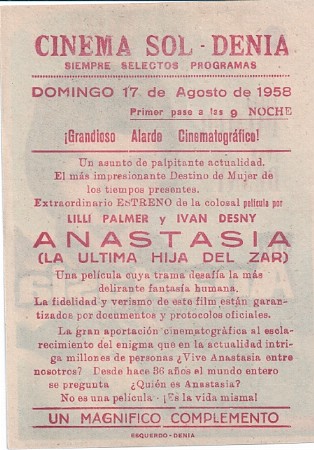 CINEMA SOL - DENIA
SIEMPRE SELECTOS PROGRAMAS
DOMINGO 17 de Agosto de 1958
Primer pase a las 9 NOCHE
¡Grandioso Alarde Cinematográfico!
Un asunto de palpitante actualidad.
El más impresionante Destino de Mujer de
los tiempos presentes.
Extraordinario ESTRENO de la colosal película por
LILLI PALMER y IVAN DESNY
ANASTASIA
(LA ULTIMA HIJA DEL ZAR)
Una película cuya trama desafía la más
delirante fantasía humana.
La fidelidad y verismo de este film están garan-
tizados por documentos y protocolos oficiales.
La gran aportación cinematográfica al escla-
recimiento del enigma que en la actualidad intri-
ga millones de personas ¿Vive Anastasia entre
nosotros? Desde hace 36 años el mundo entero
se pregunta ¿Quién es Anastasia?
No es una película - ¡Es la vida misma!
UN MAGNIFICO COMPLEMENTO
ESQUERDO-DENIA